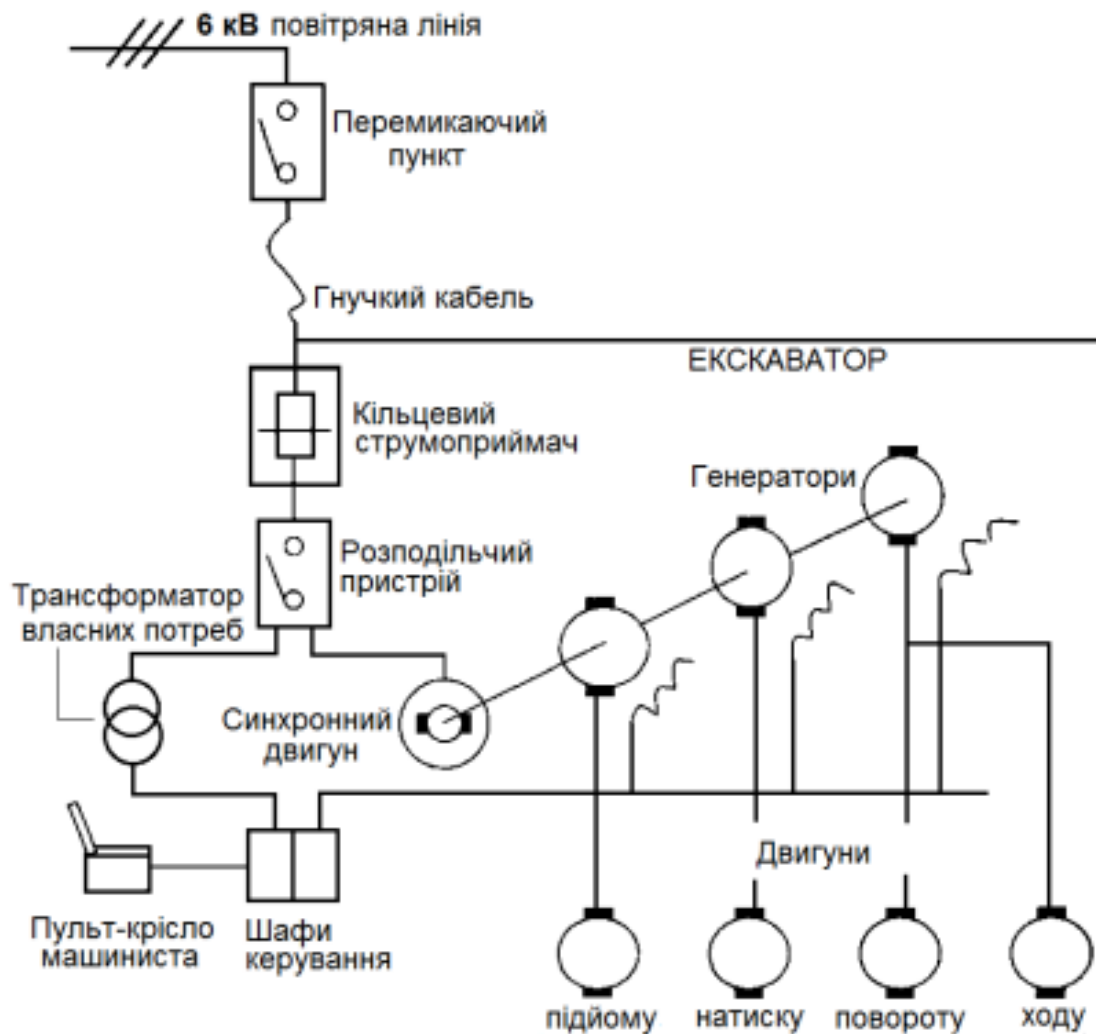 6 кВ повітряна лінія
Перемикаючий
пункт
Гнучкий кабель
ЕКСКАВАТОР
Кільцевий
струмоприймач
Генератори
Розподільчий
пристрій
Трансформатор
власних потреб
Синхронний
двигун
Двигуни
Пульт-крісло
машиниста
Шафи
керування
підйому
натиску
повороту
ходу